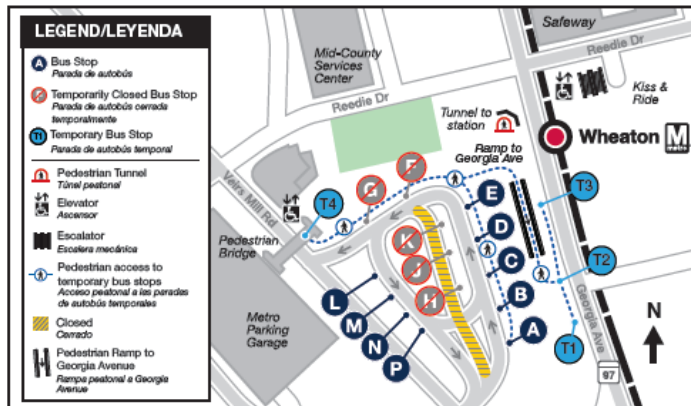 LEGEND/LEYENDA
A Bus Stop
Parada de autobús
Temporarily Closed Bus Stop
Parada de autobús cerrada
temporalmente
T1 Temporary Bus Stop
Parada de autobús temporal
Pedestrian Tunnel
Túnel peatonal
Elevator
Ascensor
Escalator
Escalera mecánica
Pedestrian access to
temporary bus stops
Acceso peatonal a las paradas
de autobús temporales
Closed
Cerrado
Pedestrian Ramp to
Georgia Avenue
Rampa peatonal a Georgia
Avenue
Safeway
Reedie Dr
Mid-County
Services
Center
Reedie Dr
Kiss &
Ride
Tunnel to
station
Wheaton M
metro
Ramp to
Georgia Ave
Veirs Mill Rd
F
G
E
T3
T4
D
K
Pedestrian
Bridge
C
T2
J
L
H
B
M
Georgia Ave
N
Metro
Parking
Garage
N
A
T1
P
97